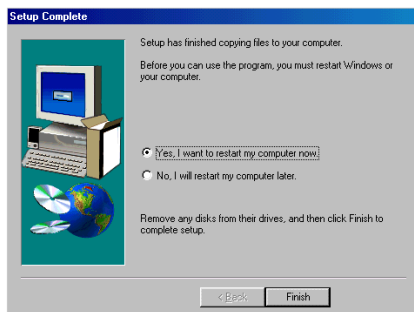 Setup Complete
Setup has finished copying files to your computer.
Before you can use the program, you must restart Windows or
your computer.
Yes, I want to restart my computer now.
No, I will restart my computer later.
Remove any disks from their drives, and then click Finish to
complete setup.
< Back
Finish